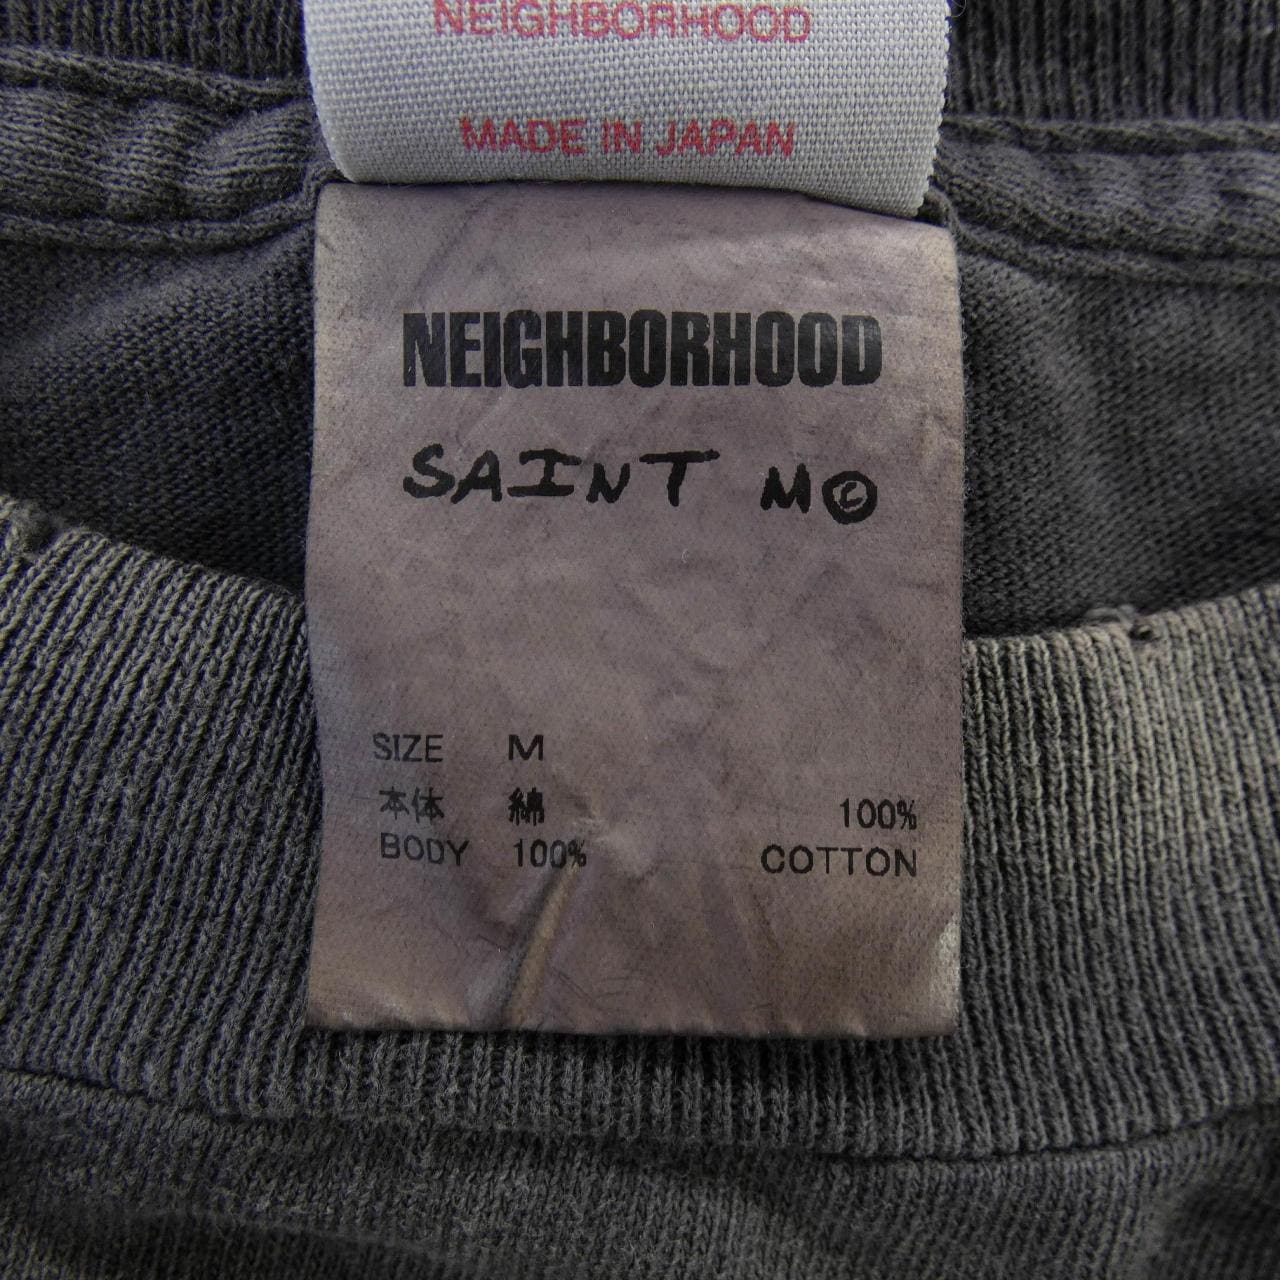 NEIGHBORHOOD
MADE IN JAPAN
NEIGHBORHOOD
SAINT M©
SIZE M
本体 綿 100%
BODY 100% COTTON